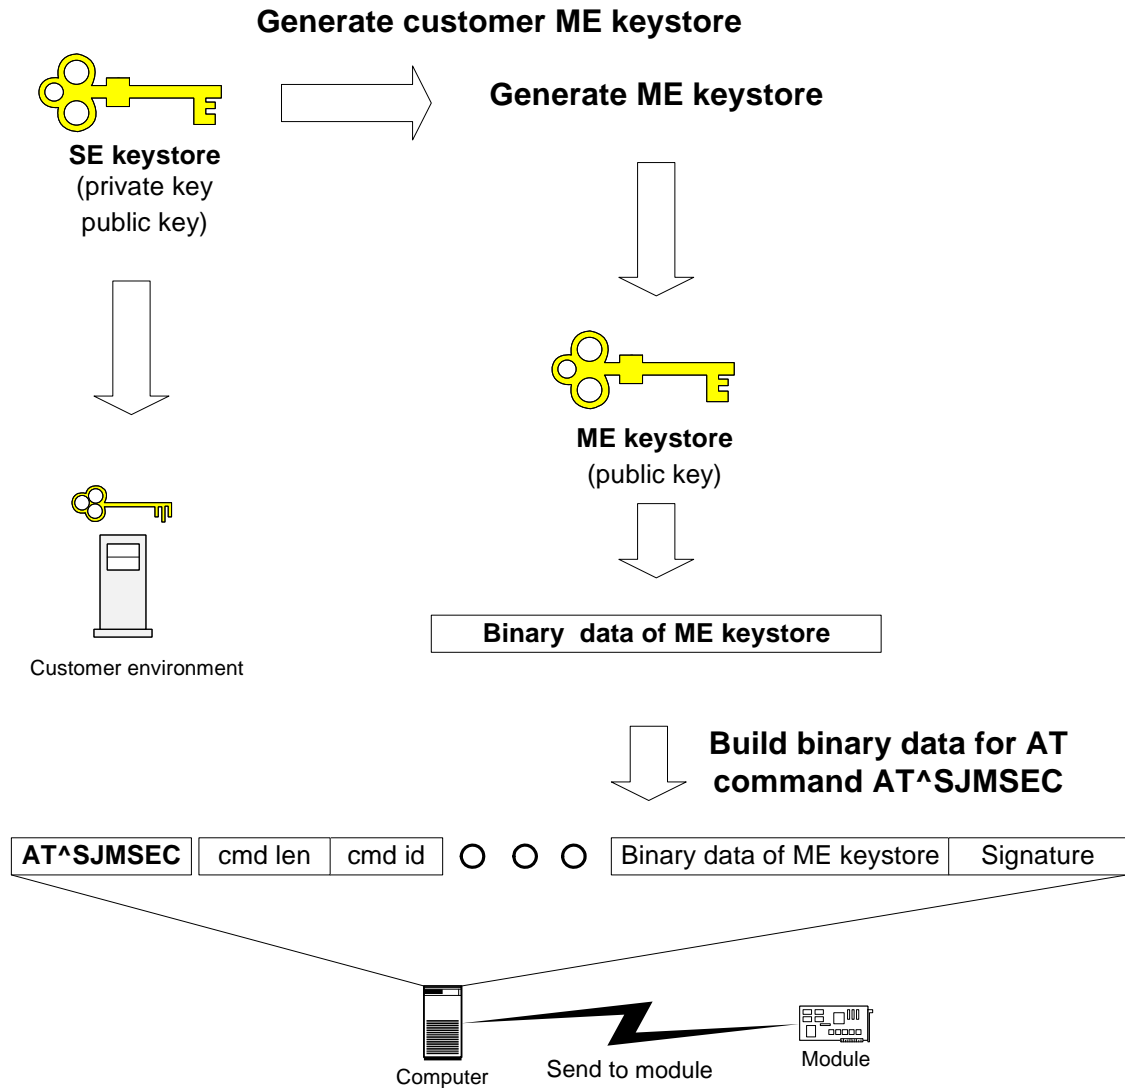 Generate customer ME keystore
Generate ME keystore
SE keystore
(private key
public key)
ME keystore
(public key)
Binary data of ME keystore
Customer environment
Build binary data for AT
command AT^SJMSEC
AT^SJMSEC cmd len cmd id Binary data of ME keystore Signature
Computer
Send to module
Module